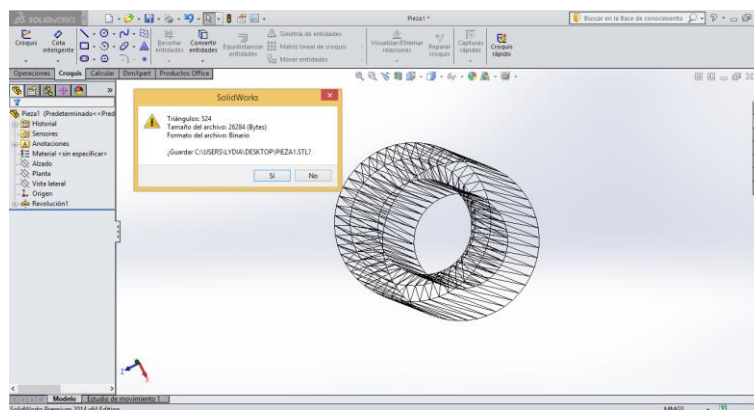 SOLIDWORKS
Pieza1 *
Buscar en la Base de conocimiento
Croquis
Cota inteligente
Recortar entidades
Convertir entidades
Equidistanciar entidades
Simetría de entidades
Matriz lineal de croquis
Mover entidades
Visualizar/Eliminar relaciones
Reparar croquis
Capturas rápidas
Croquis rápido
Operaciones Croquis Calcular DimXpert Productos Office
Pieza1 (Predeterminado<<Pred
Historial
Sensores
Anotaciones
Material <sin especificar>
Alzado
Planta
Vista lateral
Origen
Revolución1
SolidWorks
Triángulos: 524
Tamaño del archivo: 26284 (Bytes)
Formato del archivo: Binario
¿Guardar C:\USERS\LYDIA\DESKTOP\PIEZA1.STL?
Sí No
Modelo Estudio de movimiento 1
SolidWorks Premium 2014 x64 Edition
MMGS